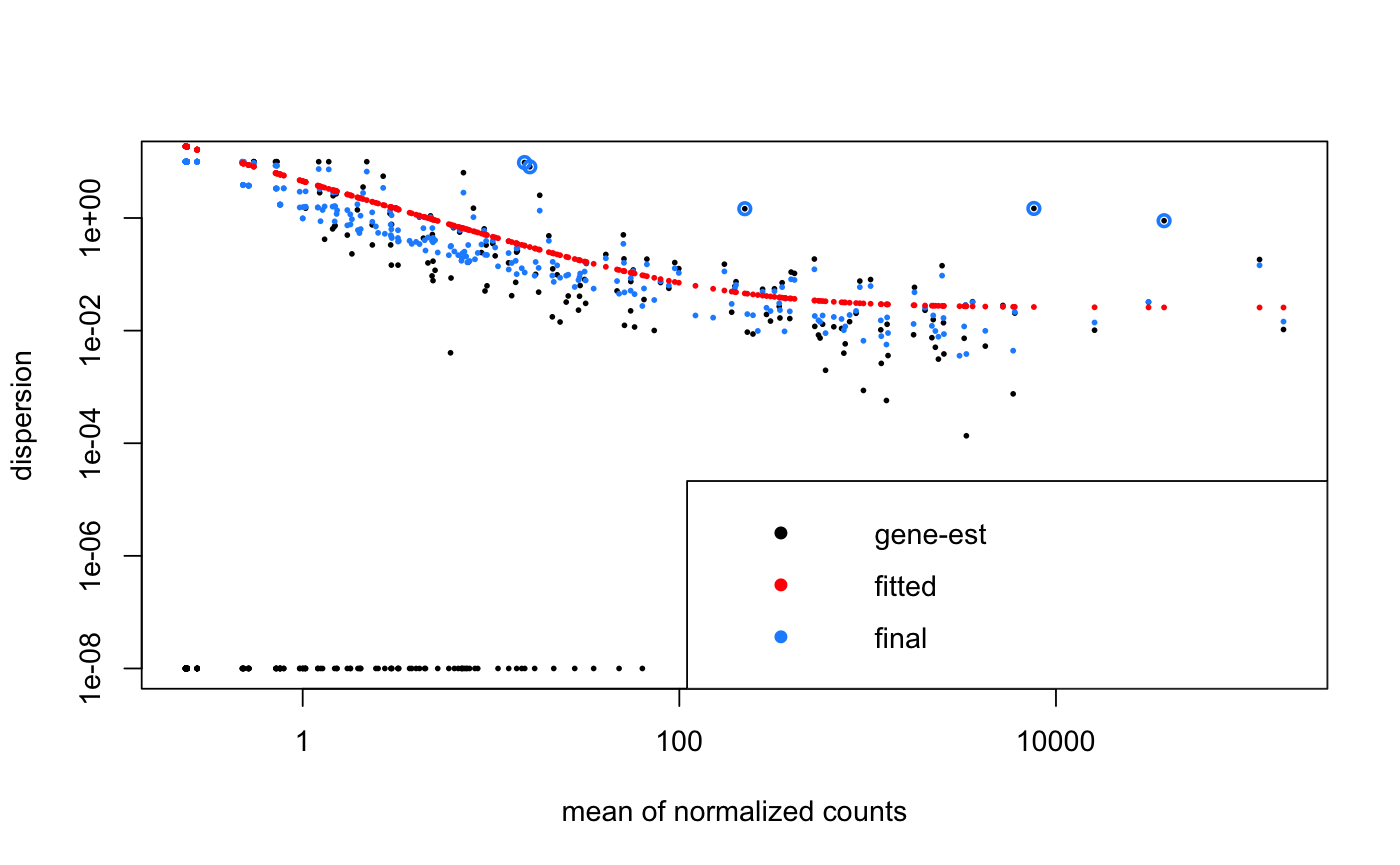 dispersion
1e+00
1e-02
1e-04
1e-06
1e-08
gene-est
fitted
final
1
100
10000
mean of normalized counts